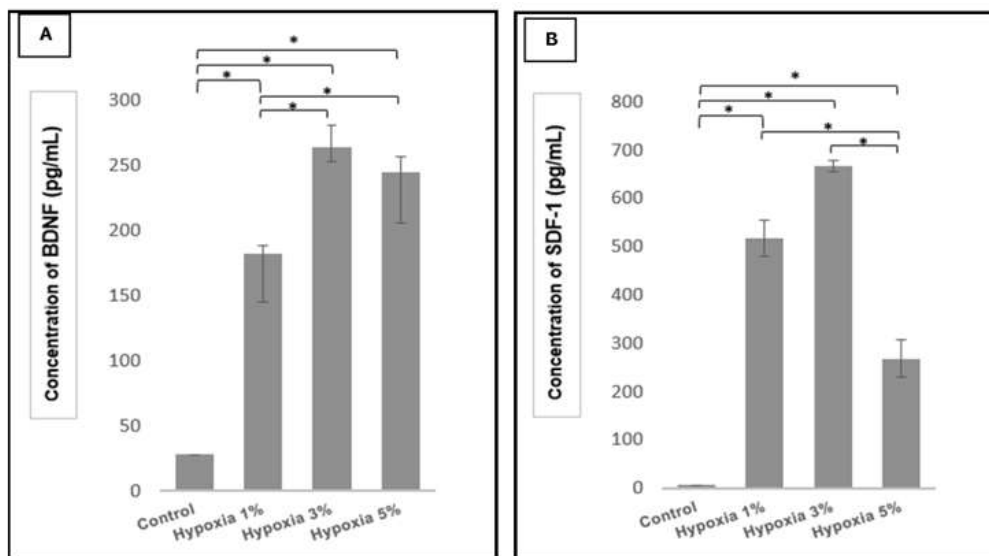 A
Concentration of BDNF (pg/mL)
300
250
200
150
100
50
0
Control
Hypoxia 1%
Hypoxia 3%
Hypoxia 5%
*
*
*
*
*
B
Concentration of SDF-1 (pg/mL)
800
700
600
500
400
300
200
100
0
Control
Hypoxia 1%
Hypoxia 3%
Hypoxia 5%
*
*
*
*
*